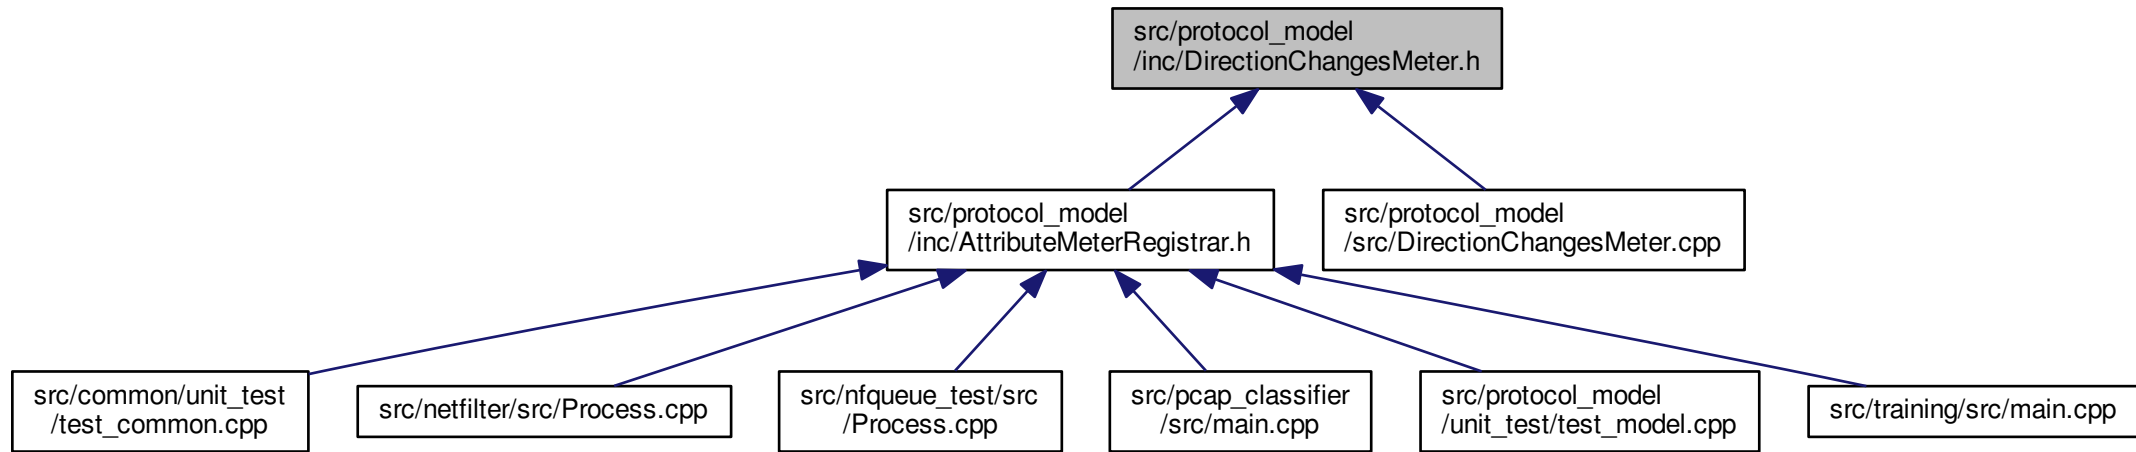 src/protocol_model
/inc/DirectionChangesMeter.h
src/protocol_model
/inc/AttributeMeterRegistrar.h
src/protocol_model
/src/DirectionChangesMeter.cpp
src/common/unit_test
/test_common.cpp
src/netfilter/src/Process.cpp
src/nfqueue_test/src
/Process.cpp
src/pcap_classifier
/src/main.cpp
src/protocol_model
/unit_test/test_model.cpp
src/training/src/main.cpp